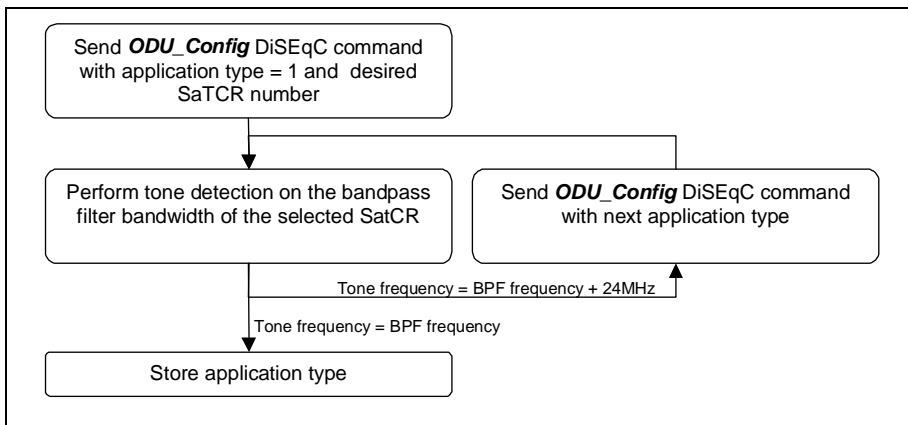 Send ODU_Config DiSEqC command
with application type = 1 and desired
SaTCR number
Perform tone detection on the bandpass
filter bandwidth of the selected SatCR
Send ODU_Config DiSEqC command
with next application type
Tone frequency = BPF frequency + 24MHz
Tone frequency = BPF frequency
Store application type